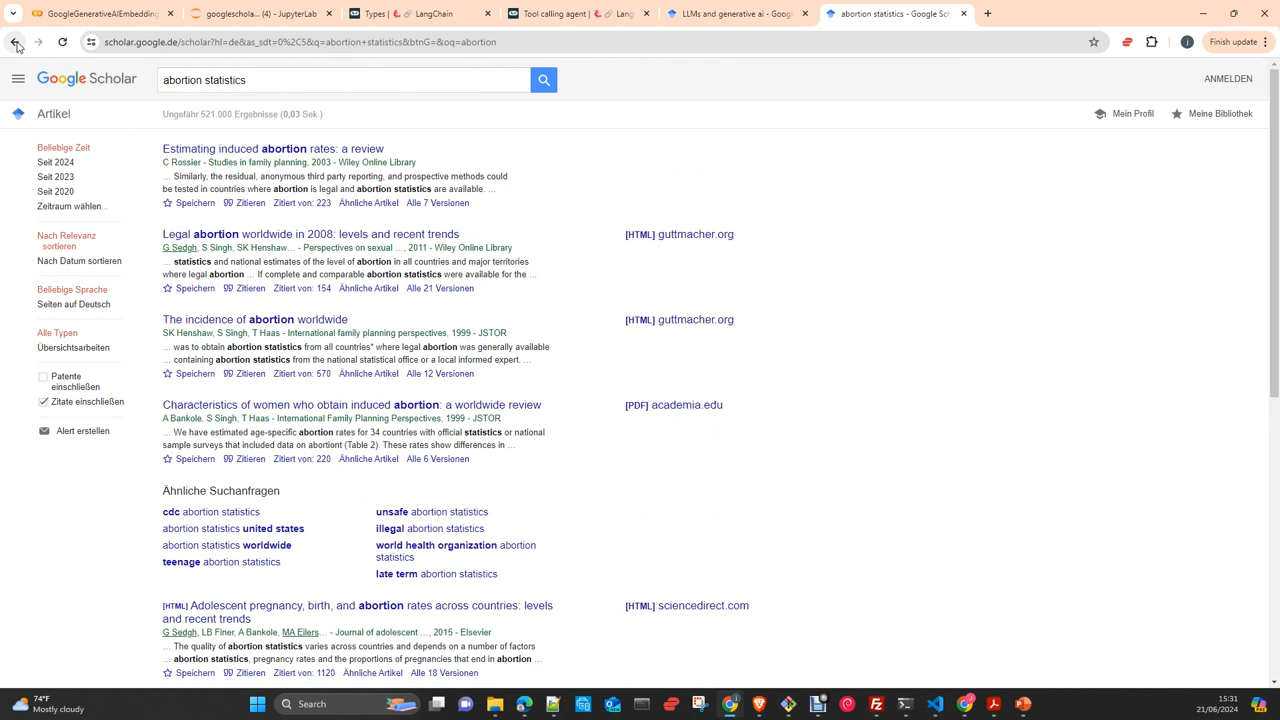 GoogleGenerativeAIEmbedding
googleschola... (4) - JupyterLab
Types | LangChain
Tool calling agent | Lang
LLMs and generative ai - Goog
abortion statistics - Google Sch
scholar.google.de/scholar?hl=de&as_sdt=0%2C5&q=abortion+statistics&btnG=&oq=abortion
Finish update
Google Scholar
abortion statistics
ANMELDEN
Artikel
Ungefähr 521.000 Ergebnisse (0,03 Sek.)
Mein Profil
Meine Bibliothek
Beliebige Zeit
Seit 2024
Seit 2023
Seit 2020
Zeitraum wählen...
Nach Relevanz
sortieren
Nach Datum sortieren
Beliebige Sprache
Seiten auf Deutsch
Alle Typen
Übersichtsarbeiten
Patente
einschließen
Zitate einschließen
Alert erstellen
Estimating induced abortion rates: a review
C Rossier - Studies in family planning, 2003 - Wiley Online Library
... Similarly, the residual, anonymous third party reporting, and prospective methods could
be tested in countries where abortion is legal and abortion statistics are available. ...
Speichern Zitieren Zitiert von: 223 Ähnliche Artikel Alle 7 Versionen
Legal abortion worldwide in 2008: levels and recent trends
[HTML] guttmacher.org
G Sedgh, S Singh, SK Henshaw... - Perspectives on sexual ..., 2011 - Wiley Online Library
... statistics and national estimates of the level of abortion in all countries and major territories
where legal abortion ... If complete and comparable abortion statistics were available for the ...
Speichern Zitieren Zitiert von: 154 Ähnliche Artikel Alle 21 Versionen
The incidence of abortion worldwide
[HTML] guttmacher.org
SK Henshaw, S Singh, T Haas - International family planning perspectives, 1999 - JSTOR
... was to obtain abortion statistics from all countries* where legal abortion was generally available
... containing abortion statistics from the national statistical office or a local informed expert. ...
Speichern Zitieren Zitiert von: 570 Ähnliche Artikel Alle 12 Versionen
Characteristics of women who obtain induced abortion: a worldwide review
[PDF] academia.edu
A Bankole, S Singh, T Haas - International Family Planning Perspectives, 1999 - JSTOR
... We have estimated age-specific abortion rates for 34 countries with official statistics or national
sample surveys that included data on abortiont (Table 2). These rates show differences in ...
Speichern Zitieren Zitiert von: 220 Ähnliche Artikel Alle 6 Versionen
Ähnliche Suchanfragen
cdc abortion statistics
abortion statistics united states
abortion statistics worldwide
teenage abortion statistics
unsafe abortion statistics
illegal abortion statistics
world health organization abortion
statistics
late term abortion statistics
[HTML] Adolescent pregnancy, birth, and abortion rates across countries: levels
and recent trends
[HTML] sciencedirect.com
G Sedgh, LB Finer, A Bankole, MA Eilers... - Journal of adolescent ..., 2015 - Elsevier
... The quality of abortion statistics varies across countries and depends on a number of factors
... abortion statistics, pregnancy rates and the proportions of pregnancies that end in abortion ...
Speichern Zitieren Zitiert von: 1120 Ähnliche Artikel Alle 18 Versionen
74°F
Mostly cloudy
Search
15:31
21/06/2024